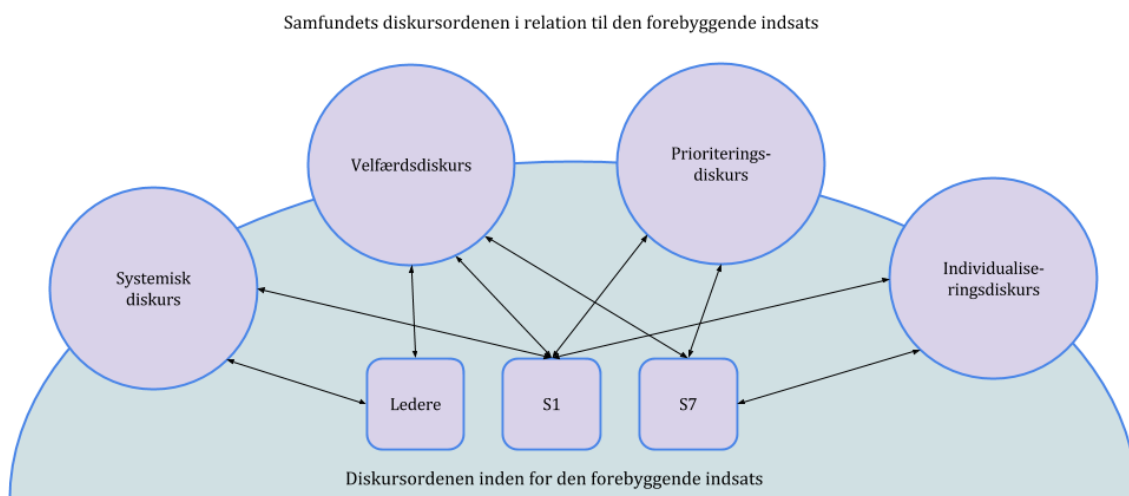 Samfundets diskursordenen i relation til den forebyggende indsats
Velfærdsdiskurs
Prioriterings-
diskurs
Systemisk
diskurs
Individualise-
ringsdiskurs
Ledere
S1
S7
Diskursordenen inden for den forebyggende indsats